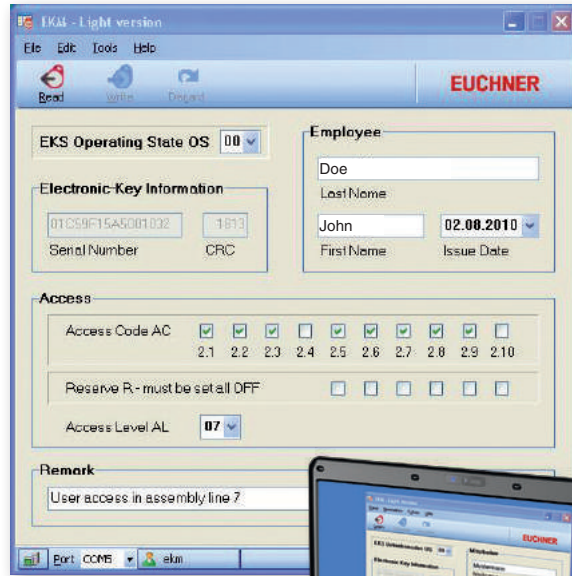 EKM - Light version
File Edit Tools Help
Read Write Discard
EUCHNER
EKS Operating State OS 00
Employee
Doe
Last Name
John 02.08.2010
First Name Issue Date
Electronic Key Information
1813
Serial Number CRC
Access
Access Code AC
2.1 2.2 2.3 2.4 2.5 2.6 2.7 2.8 2.9 2.10
Reserve R - must be set all OFF
Access Level AL 07
Remark
User access in assembly line 7
Port COM5 ekm
EUCHNER